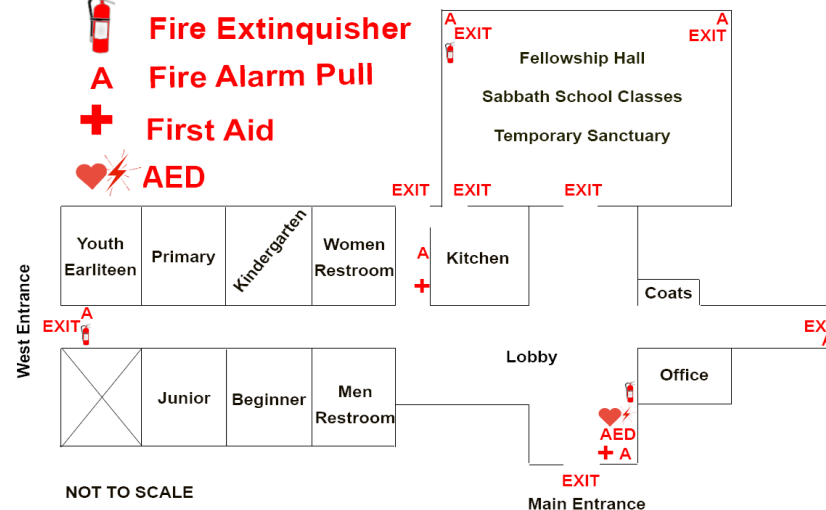 Fire Extinquisher
A Fire Alarm Pull
First Aid
AED
A
EXIT
A
EXIT
Fellowship Hall
Sabbath School Classes
Temporary Sanctuary
EXIT
EXIT
EXIT
Youth
Earliteen
Primary
Kindergarten
Women
Restroom
A
Kitchen
Coats
West Entrance
A
EXIT
EX
A
Lobby
Junior
Beginner
Men
Restroom
Office
AED
A
EXIT
Main Entrance
NOT TO SCALE